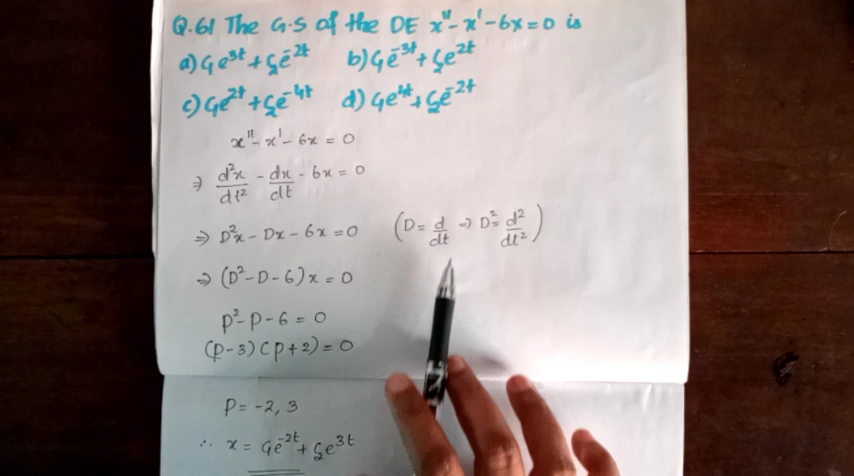 Q.61 The G.S of the DE x'' - x' - 6x = 0 is
a) C₁e^{3t} + C₂e^{-2t} b) C₁e^{-3t} + C₂e^{2t}
c) C₁e^{2t} + C₂e^{-4t} d) C₁e^{4t} + C₂e^{-2t}
x'' - x' - 6x = 0
⇒ d²x/dt² - dx/dt - 6x = 0
⇒ D²x - Dx - 6x = 0 (D = d/dt ⇒ D² = d²/dt²)
⇒ (D² - D - 6)x = 0
p² - p - 6 = 0
(p - 3)(p + 2) = 0
P = -2, 3
∴ x = C₁e^{-2t} + C₂e^{3t}